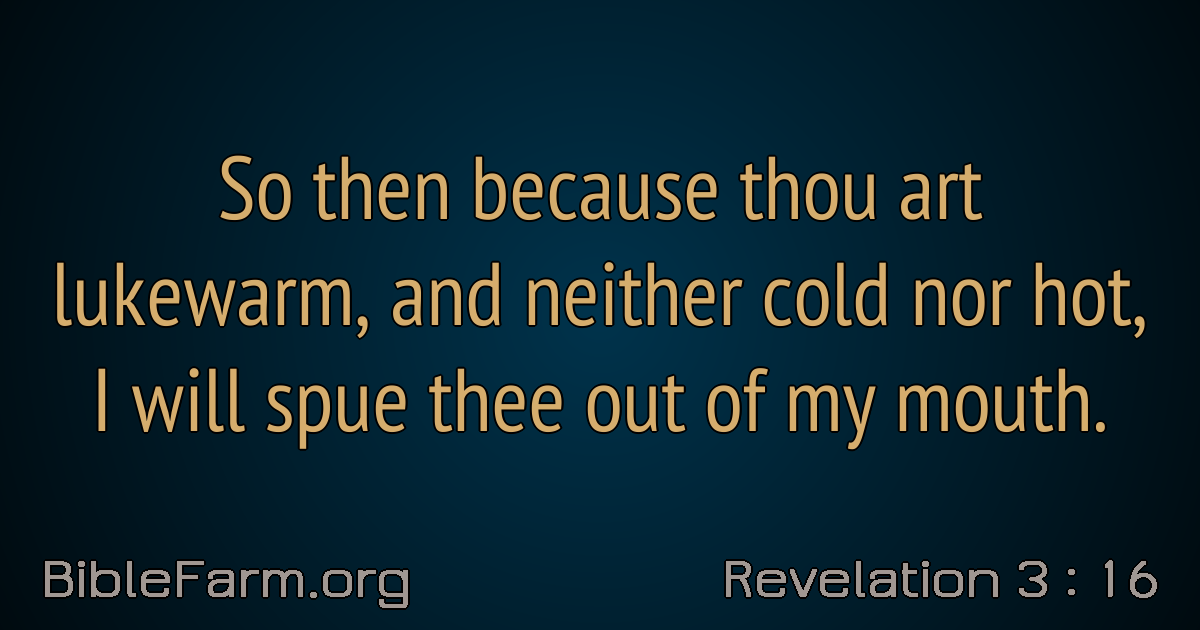 So then because thou art
lukewarm, and neither cold nor hot,
I will spue thee out of my mouth.
BibleFarm.org
Revelation 3 : 16